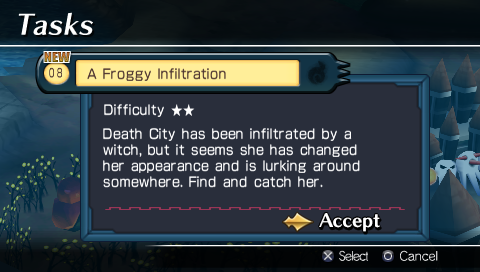 Tasks
NEW
08 A Froggy Infiltration
Difficulty ★★
Death City has been infiltrated by a
witch, but it seems she has changed
her appearance and is lurking around
somewhere. Find and catch her.
Accept
Select Cancel